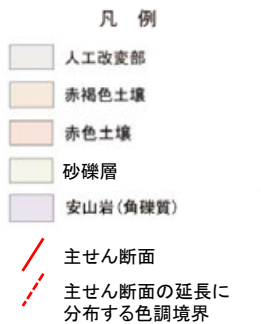 凡 例
人工改変部
赤褐色土壌
赤色土壌
砂礫層
安山岩(角礫質)
主せん断面
主せん断面の延長に
分布する色調境界